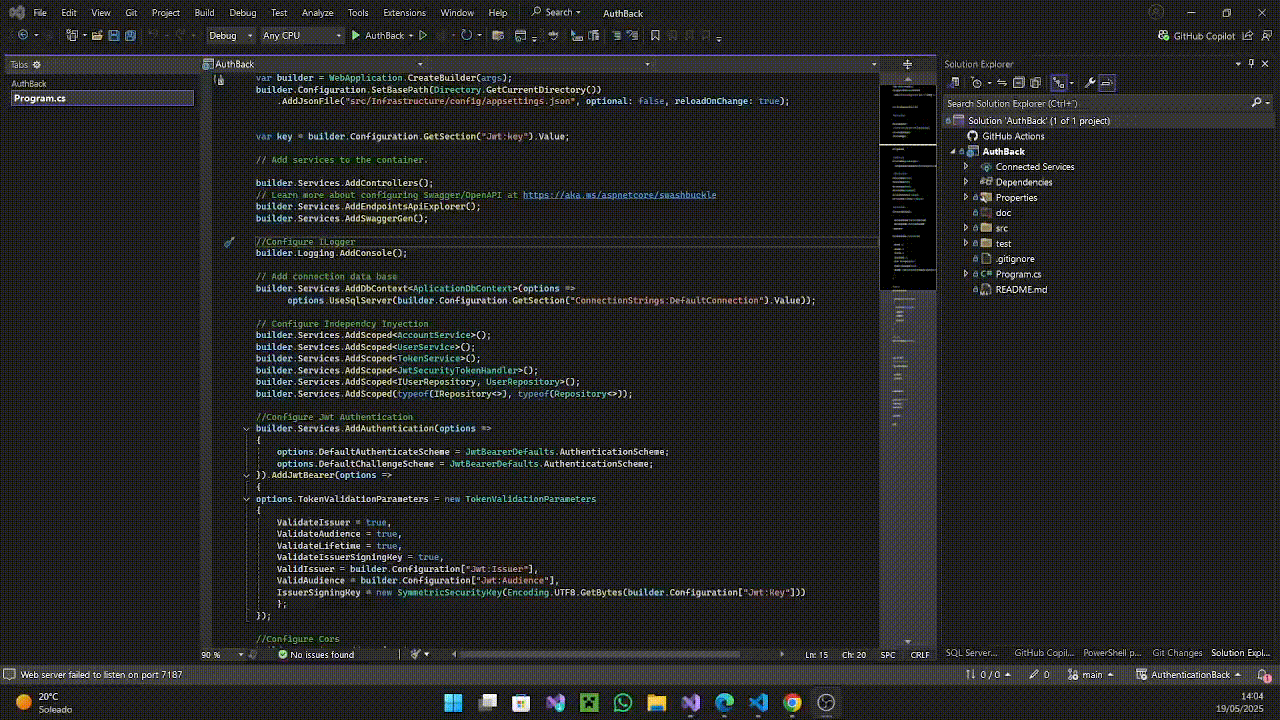 File Edit View Git Project Build Debug Test Analyze Tools Extensions Window Help Search AuthBack
Debug Any CPU AuthBack GitHub Copilot
Tabs
AuthBack
Program.cs
AuthBack
var builder = WebApplication.CreateBuilder(args);
builder.Configuration.SetBasePath(Directory.GetCurrentDirectory())
.AddJsonFile("src/Infrastructure/config/appsettings.json", optional: false, reloadOnChange: true);
var key = builder.Configuration.GetSection("Jwt:key").Value;
// Add services to the container.
builder.Services.AddControllers();
// Learn more about configuring Swagger/OpenAPI at https://aka.ms/aspnetcore/swashbuckle
builder.Services.AddEndpointsApiExplorer();
builder.Services.AddSwaggerGen();
//Configure ILogger
builder.Logging.AddConsole();
// Add connection data base
builder.Services.AddDbContext<AplicationDbContext>(options =>
options.UseSqlServer(builder.Configuration.GetSection("ConnectionStrings:DefaultConnection").Value));
// Configure Independcy Inyection
builder.Services.AddScoped<AccountService>();
builder.Services.AddScoped<UserService>();
builder.Services.AddScoped<TokenService>();
builder.Services.AddScoped<JwtSecurityTokenHandler>();
builder.Services.AddScoped<IUserRepository, UserRepository>();
builder.Services.AddScoped(typeof(IRepository<>), typeof(Repository<>));
//Configure Jwt Authentication
builder.Services.AddAuthentication(options =>
{
options.DefaultAuthenticateScheme = JwtBearerDefaults.AuthenticationScheme;
options.DefaultChallengeScheme = JwtBearerDefaults.AuthenticationScheme;
}).AddJwtBearer(options =>
{
options.TokenValidationParameters = new TokenValidationParameters
{
ValidateIssuer = true,
ValidateAudience = true,
ValidateLifetime = true,
ValidateIssuerSigningKey = true,
ValidIssuer = builder.Configuration["Jwt:Issuer"],
ValidAudience = builder.Configuration["Jwt:Audience"],
IssuerSigningKey = new SymmetricSecurityKey(Encoding.UTF8.GetBytes(builder.Configuration["Jwt:Key"]))
};
});
//Configure Cors
90 % No issues found Ln: 15 Ch: 20 SPC CRLF
Solution Explorer
Search Solution Explorer (Ctrl+')
Solution 'AuthBack' (1 of 1 project)
GitHub Actions
AuthBack
Connected Services
Dependencies
Properties
doc
src
test
.gitignore
Program.cs
README.md
SQL Server... GitHub Copil... PowerShell p... Git Changes Solution Expl...
Web server failed to listen on port 7187 0 / 0 0 main AuthenticationBack 1
20°C
Soleado
14:04
19/05/2025